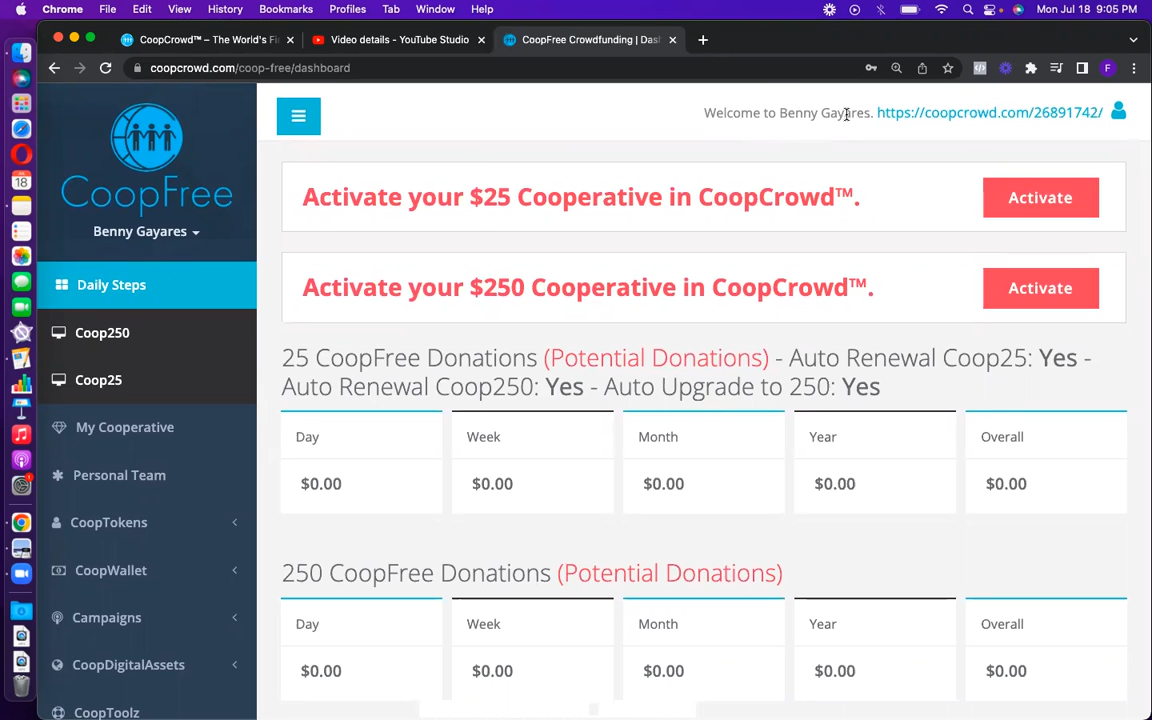 Chrome File Edit View History Bookmarks Profiles Tab Window Help Mon Jul 18 9:05 PM
CoopCrowd™ – The World's Fi Video details - YouTube Studio CoopFree Crowdfunding | Das
coopcrowd.com/coop-free/dashboard
F
Welcome to Benny Gayares. https://coopcrowd.com/26891742/
CoopFree
Benny Gayares
Daily Steps
Coop250
Coop25
My Cooperative
Personal Team
CoopTokens
CoopWallet
Campaigns
CoopDigitalAssets
CoopToolz
Activate your $25 Cooperative in CoopCrowd™. Activate
Activate your $250 Cooperative in CoopCrowd™. Activate
25 CoopFree Donations (Potential Donations) - Auto Renewal Coop25: Yes -
Auto Renewal Coop250: Yes - Auto Upgrade to 250: Yes
Day Week Month Year Overall
$0.00 $0.00 $0.00 $0.00 $0.00
250 CoopFree Donations (Potential Donations)
Day Week Month Year Overall
$0.00 $0.00 $0.00 $0.00 $0.00